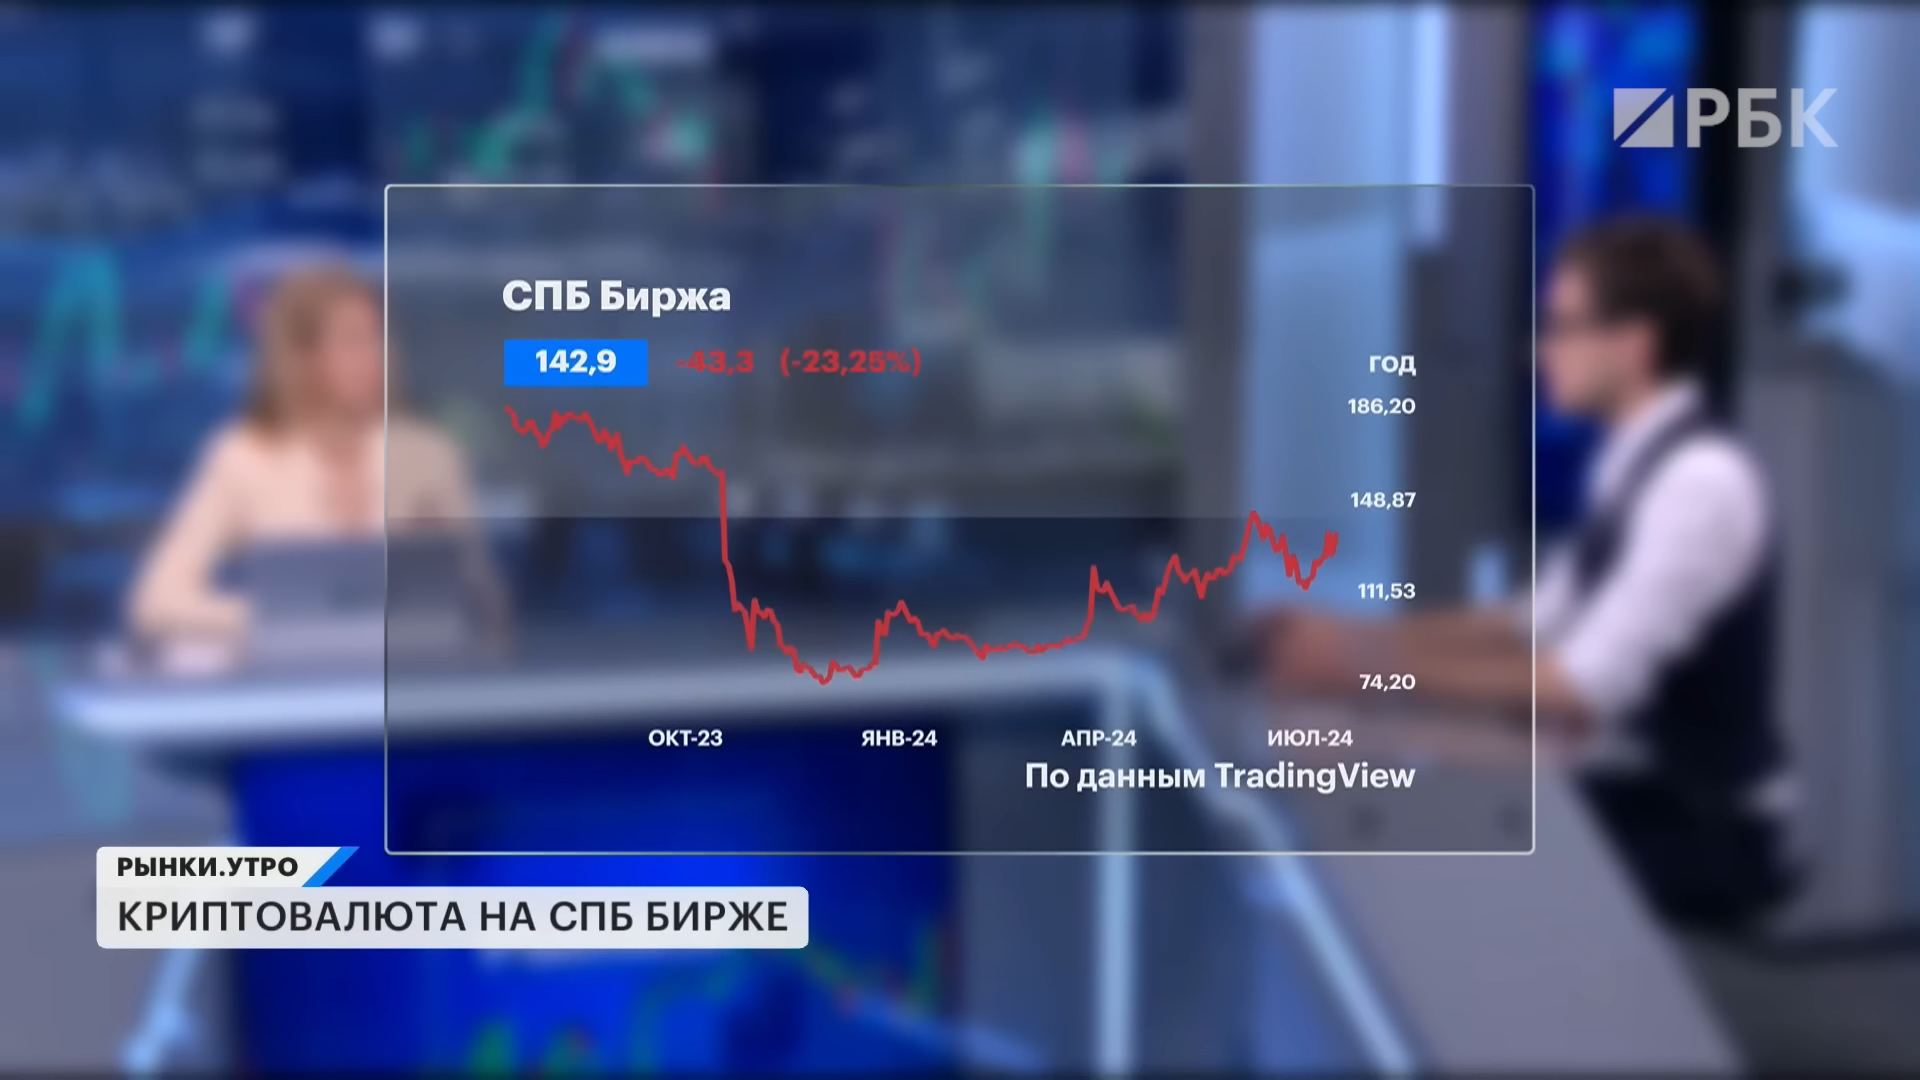 РБК
СПБ Биржа
142,9 -43,3 (-23,25%)
ГОД
186,20
148,87
111,53
74,20
ОКТ-23 ЯНВ-24 АПР-24 ИЮЛ-24
По данным TradingView
РЫНКИ.УТРО
КРИПТОВАЛЮТА НА СПБ БИРЖЕ